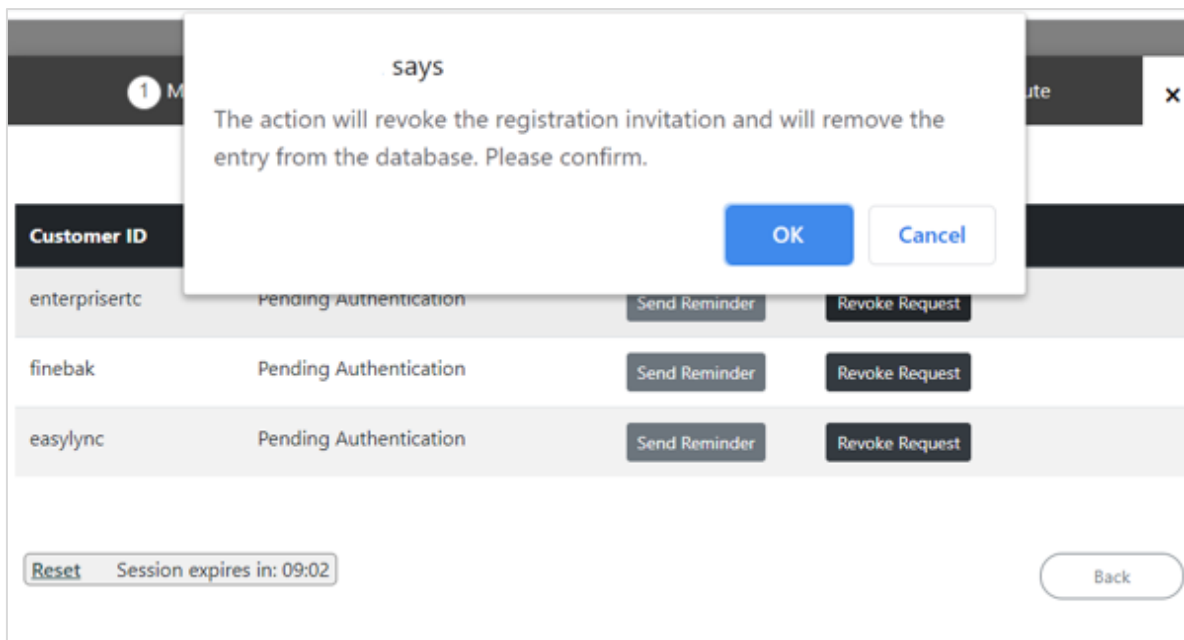 says
The action will revoke the registration invitation and will remove the
entry from the database. Please confirm.
OK Cancel
1 M
ute
×
Customer ID
enterprisertc Pending Authentication Send Reminder Revoke Request
finebak Pending Authentication Send Reminder Revoke Request
easylync Pending Authentication Send Reminder Revoke Request
Reset Session expires in: 09:02
Back